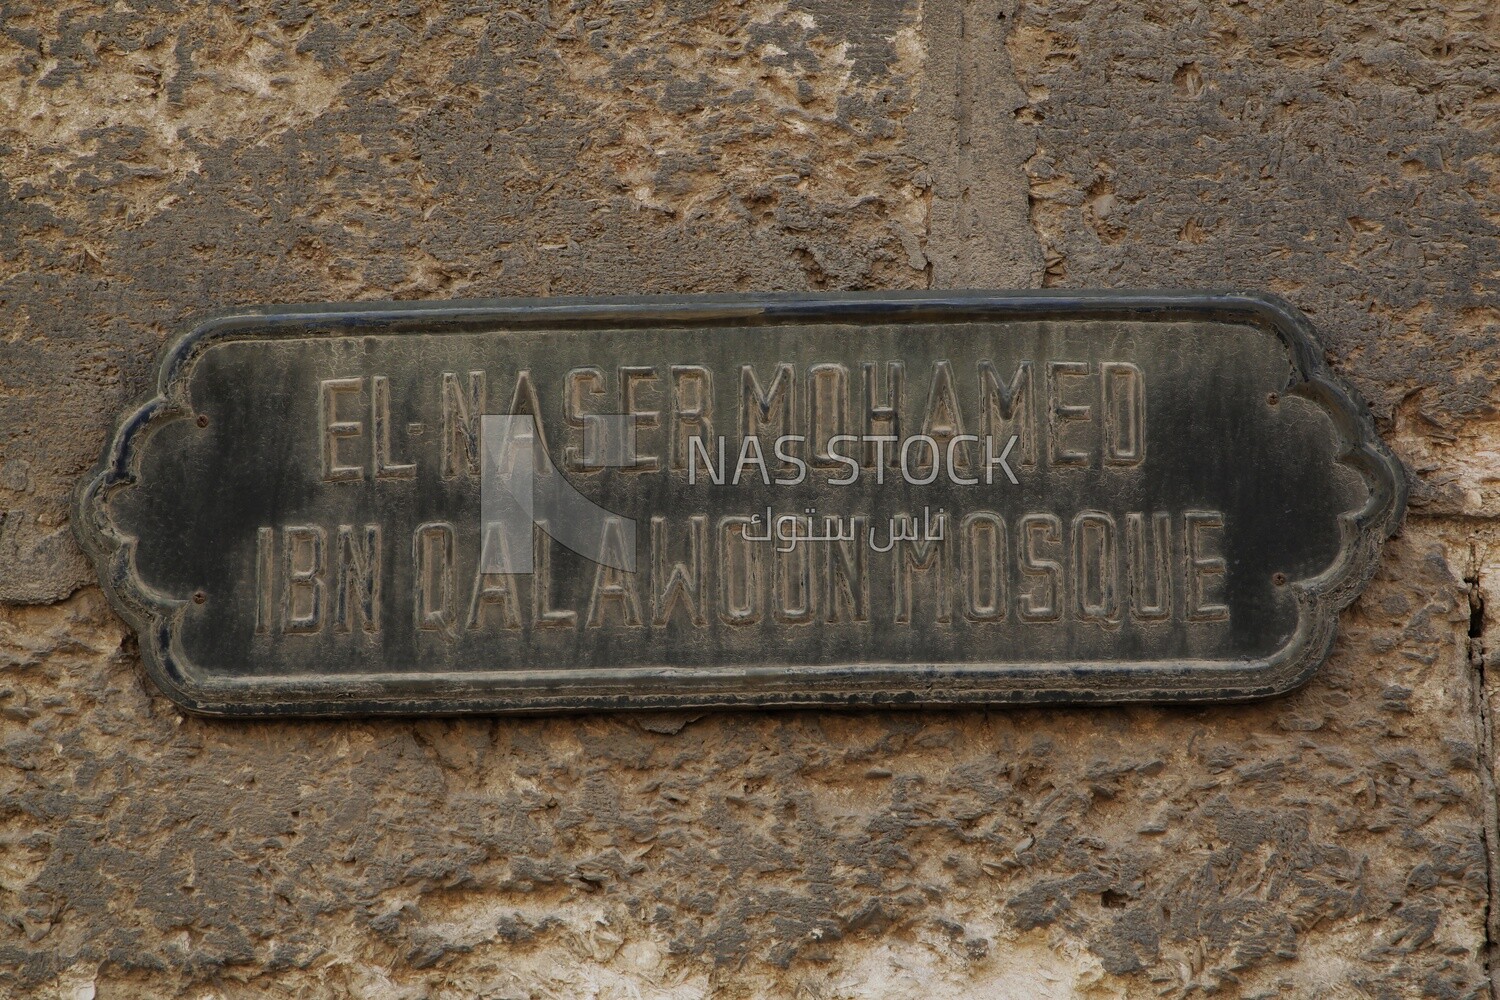 EL-NASER MOHAMED
NAS STOCK
ناس ستوك
IBN QALAWOON MOSQUE